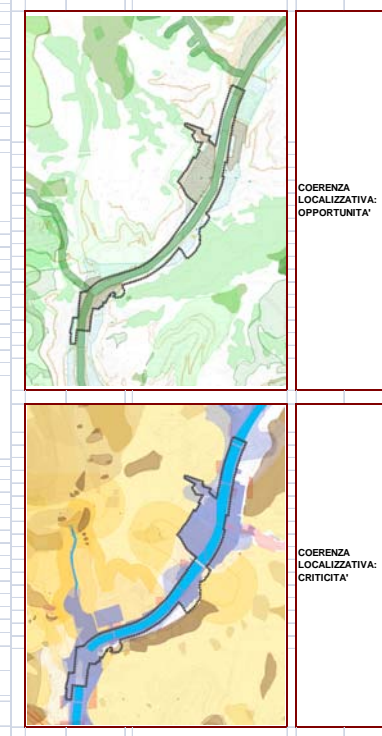 COERENZA
LOCALIZZATIVA:
OPPORTUNITA'
COERENZA
LOCALIZZATIVA:
CRITICITA'